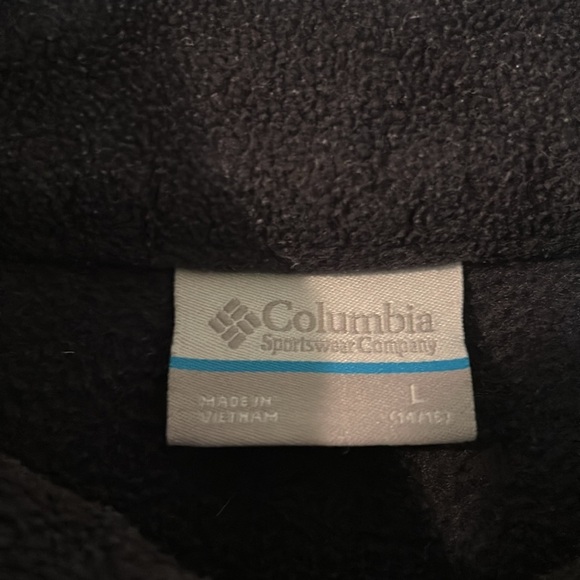 Columbia
Sportswear Company
MADE IN
VIETNAM
L
(14/16)